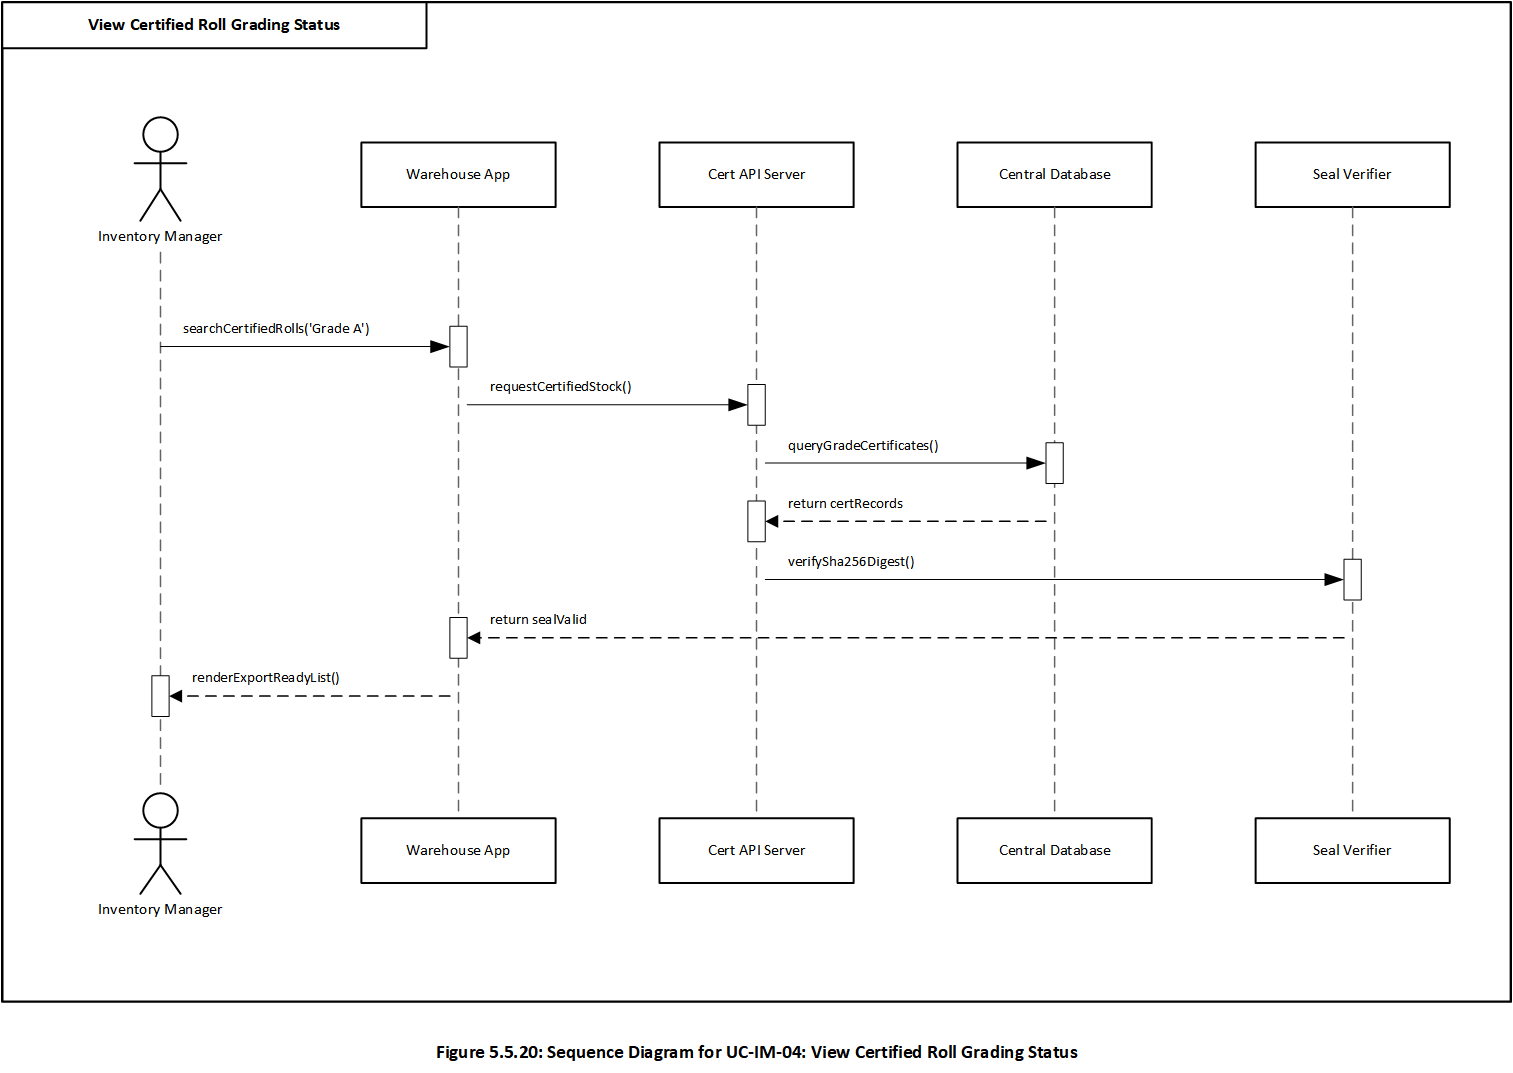 View Certified Roll Grading Status
Warehouse App
Cert API Server
Central Database
Seal Verifier
Inventory Manager
searchCertifiedRolls('Grade A')
requestCertifiedStock()
queryGradeCertificates()
return certRecords
verifySha256Digest()
return sealValid
renderExportReadyList()
Warehouse App
Cert API Server
Central Database
Seal Verifier
Inventory Manager
Figure 5.5.20: Sequence Diagram for UC-IM-04: View Certified Roll Grading Status